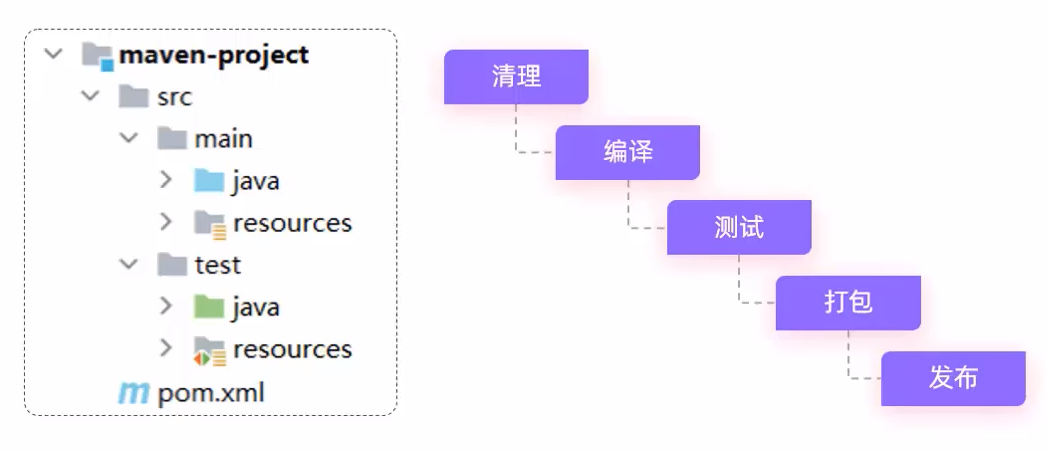 maven-project
src
main
java
resources
test
java
resources
pom.xml
清理
编译
测试
打包
发布